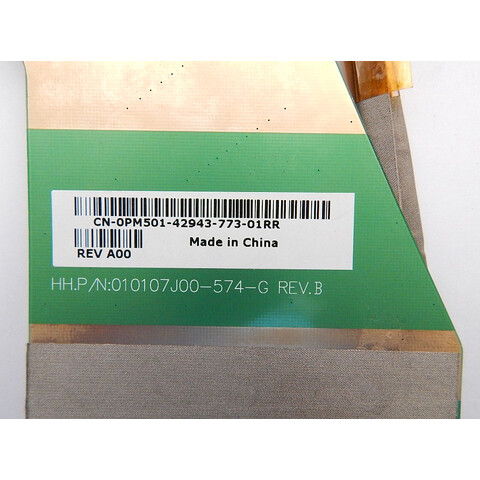 CN-0PM501-42943-773-01RR
Made in China
REV A00
HH.P/N:010107J00-574-G REV.B